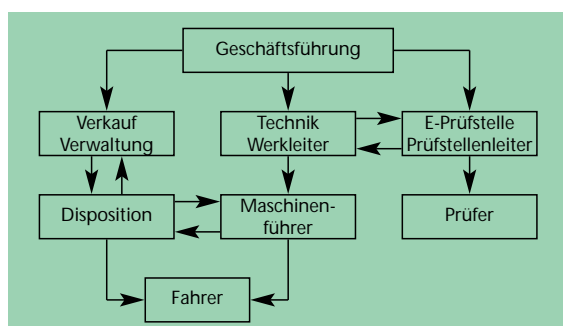 Geschäftsführung
Verkauf
Verwaltung
Technik
Werkleiter
E-Prüfstelle
Prüfstellenleiter
Disposition
Maschinen-
führer
Prüfer
Fahrer